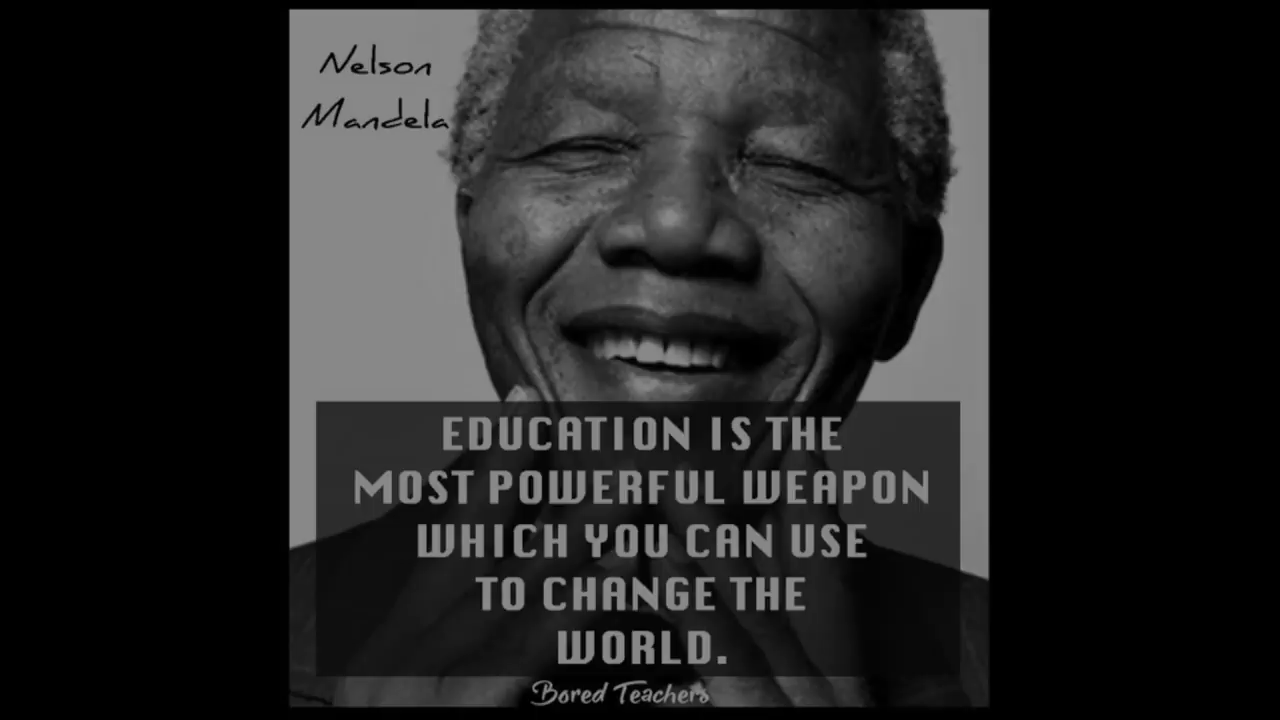 Nelson
Mandela
EDUCATION IS THE
MOST POWERFUL WEAPON
WHICH YOU CAN USE
TO CHANGE THE
WORLD.
Bored Teachers